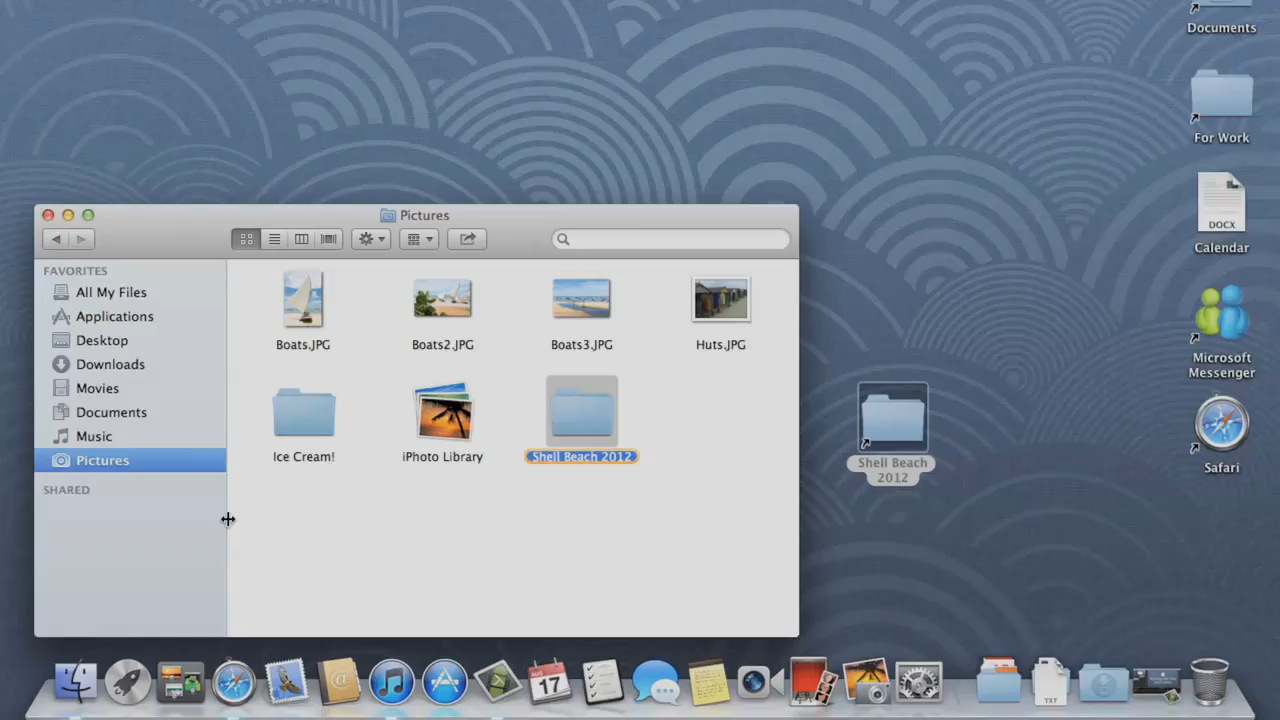 Documents
For Work
DOCX
Calendar
Microsoft
Messenger
Safari
Pictures
FAVORITES
All My Files
Applications
Desktop
Downloads
Movies
Documents
Music
Pictures
SHARED
Boats.JPG
Boats2.JPG
Boats3.JPG
Huts.JPG
Ice Cream!
iPhoto Library
Shell Beach 2012
Shell Beach
2012
AUG
17
TXT